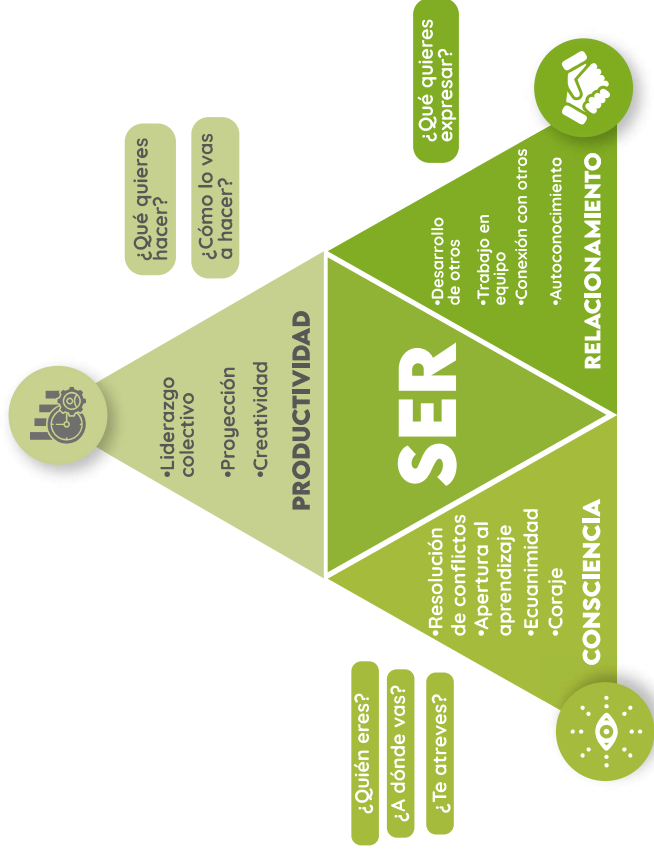 ¿Qué quieres
hacer?
¿Cómo lo vas
a hacer?
•Liderazgo
colectivo
•Proyección
•Creatividad
PRODUCTIVIDAD
SER
¿Quién eres?
¿A dónde vas?
¿Te atreves?
•Resolución
de conflictos
•Apertura al
aprendizaje
•Ecuanimidad
•Coraje
CONSCIENCIA
¿Qué quieres
expresar?
•Desarrollo
de otros
•Trabajo en
equipo
•Conexión con otros
•Autoconocimiento
RELACIONAMIENTO